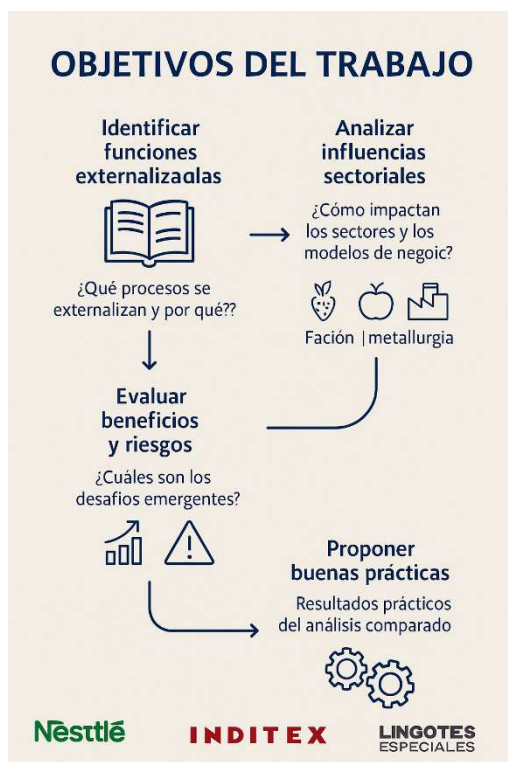 OBJETIVOS DEL TRABAJO
Identificar
funciones
externalizaɑlas
¿Qué procesos se
externalizan y por qué??
Analizar
influencias
sectoriales
¿Cómo impactan
los sectores y los
modelos de negoic?
Fación | metallurgia
Evaluar
beneficios
y riesgos
¿Cuáles son los
desafios emergentes?
Proponer
buenas prácticas
Resultados prácticos
del análisis comparado
Nesttlé
INDITEX
LINGOTES
ESPECIALES